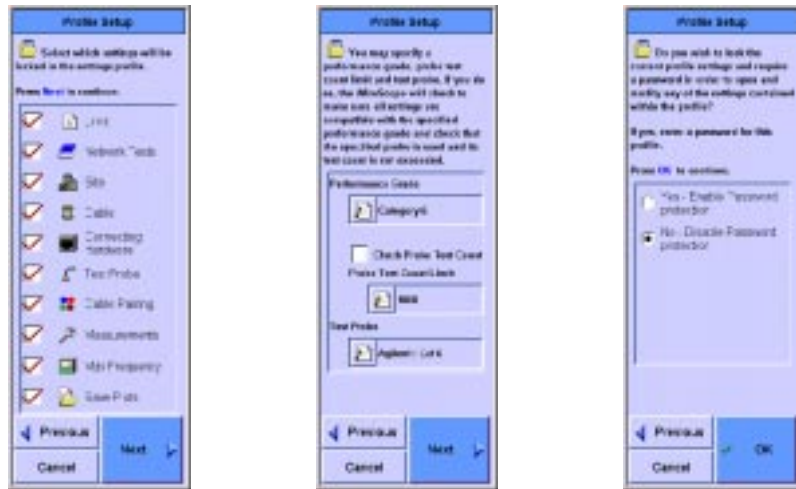 Profile Setup
Select which settings will be
locked in the settings profile.
Press Next to continue.
Link
Network Tests
Site
Cable
Connecting
Hardware
Test Probe
Cable Pairing
Measurements
Max Frequency
Save Plots
Previous
Next
Cancel
Profile Setup
You may specify a
performance grade, probe test
count limit and test probe. If you do
so, the WireScope will check to
make sure all settings are
compatible with the specified
performance grade and check that
the specified probe is used and its
test count is not exceeded.
Performance Grade
Category 6
Check Probe Test Count
Probe Test Count Limit
Test Probe
Agilent Cat 6
Previous
Next
Cancel
Profile Setup
Do you wish to lock the
current profile settings and require
a password in order to open and
modify any of the settings contained
within the profile?
If yes, enter a password for this
profile.
Press OK to continue.
Yes - Enable Password
protection
No - Disable Password
protection
Previous
OK
Cancel